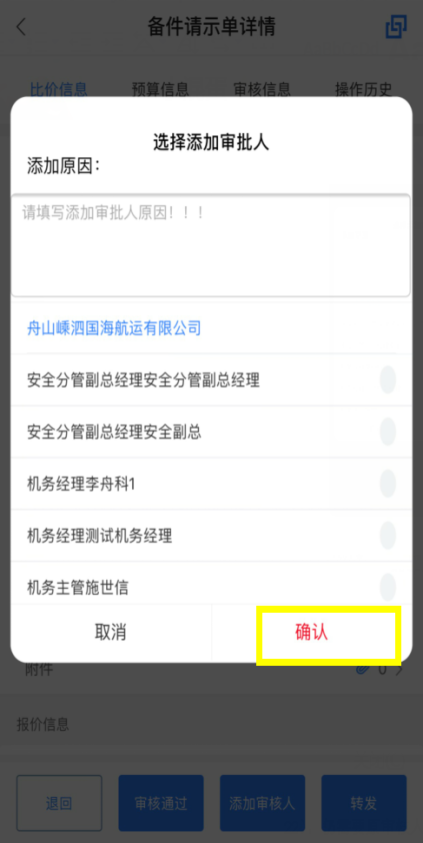 备件请示单详情
比价信息 预算信息 审核信息 操作历史
选择添加审批人
添加原因：
请填写添加审批人原因！！！
舟山嵊泗国海航运有限公司
安全分管副总经理安全分管副总经理
安全分管副总经理安全副总
机务经理李舟科1
机务经理测试机务经理
机务主管施世信
取消 确认
附件 0
报价信息
退回 审核通过 添加审核人 转发